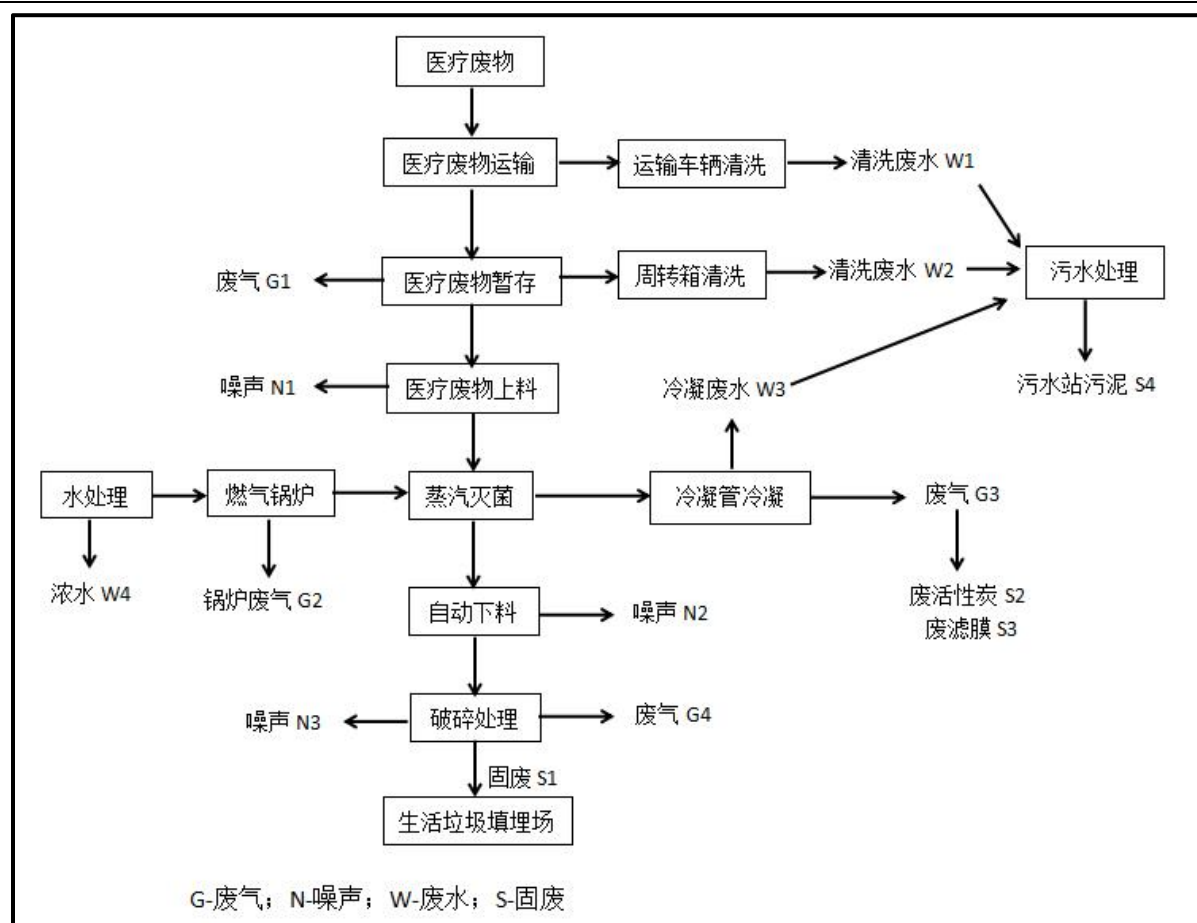 医疗废物
医疗废物运输
运输车辆清洗
清洗废水 W1
废气 G1
医疗废物暂存
周转箱清洗
清洗废水 W2
污水处理
噪声 N1
医疗废物上料
冷凝废水 W3
污水站污泥 S4
水处理
燃气锅炉
蒸汽灭菌
冷凝管冷凝
废气 G3
浓水 W4
锅炉废气 G2
自动下料
噪声 N2
废活性炭 S2
废滤膜 S3
噪声 N3
破碎处理
废气 G4
固废 S1
生活垃圾填埋场
G-废气；N-噪声；W-废水；S-固废